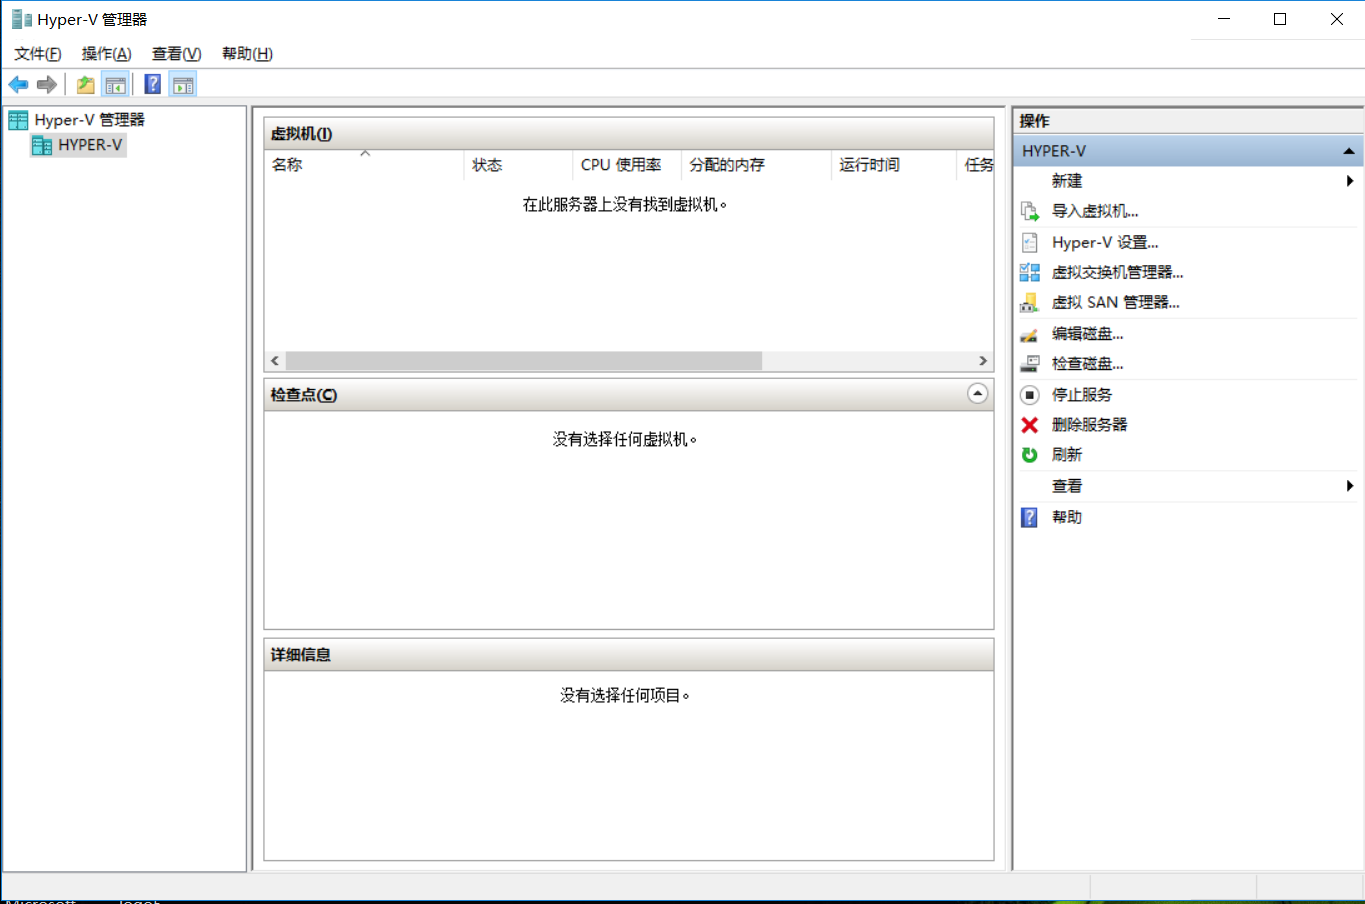 Hyper-V 管理器
文件(F) 操作(A) 查看(V) 帮助(H)
Hyper-V 管理器
HYPER-V
虚拟机(I)
名称 状态 CPU 使用率 分配的内存 运行时间 任务
在此服务器上没有找到虚拟机。
检查点(C)
没有选择任何虚拟机。
详细信息
没有选择任何项目。
操作
HYPER-V
新建
导入虚拟机...
Hyper-V 设置...
虚拟交换机管理器...
虚拟 SAN 管理器...
编辑磁盘...
检查磁盘...
停止服务
删除服务器
刷新
查看
帮助